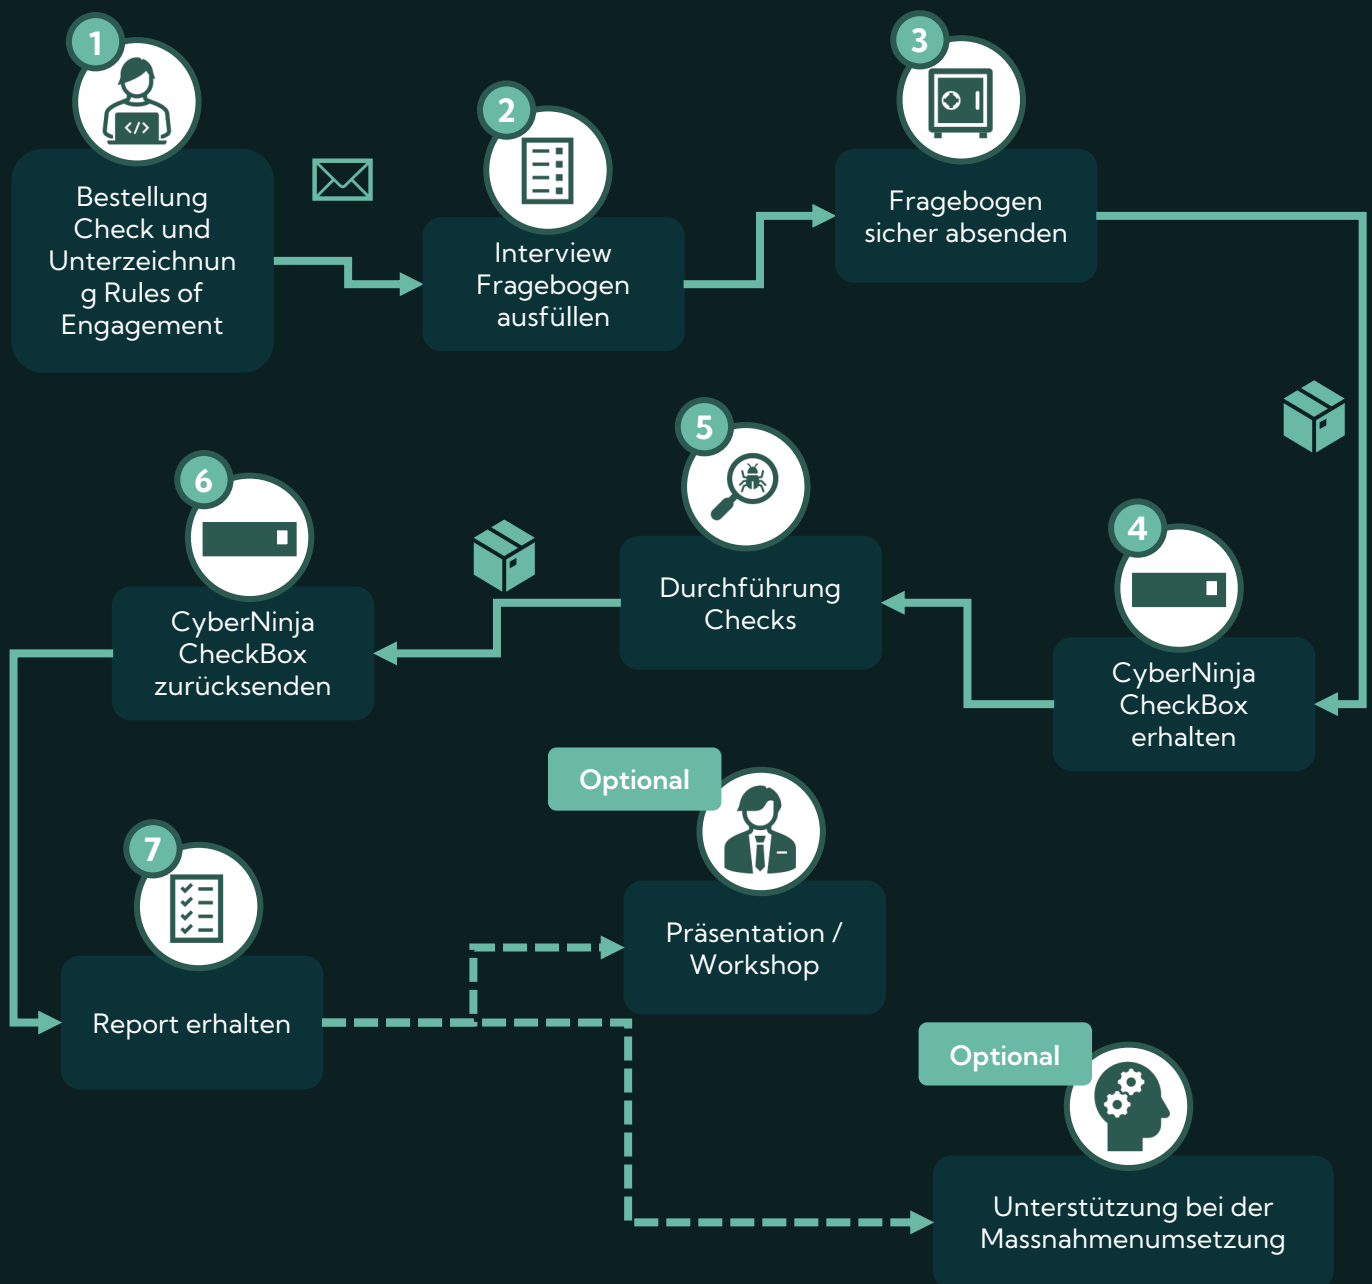 1
Bestellung
Check und
Unterzeichnun
g Rules of
Engagement
2
Interview
Fragebogen
ausfüllen
3
Fragebogen
sicher absenden
4
CyberNinja
CheckBox
erhalten
5
Durchführung
Checks
6
CyberNinja
CheckBox
zurücksenden
7
Report erhalten
Optional
Präsentation /
Workshop
Optional
Unterstützung bei der
Massnahmenumsetzung